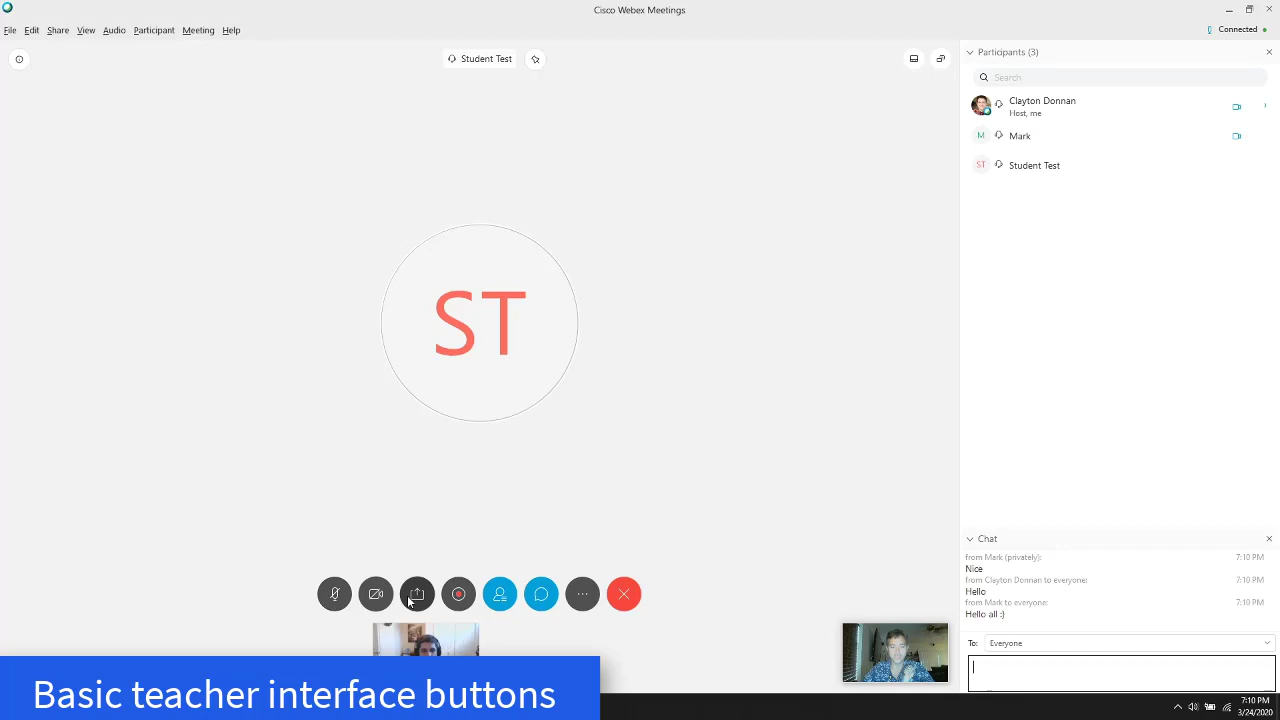 Cisco Webex Meetings
File Edit Share View Audio Participant Meeting Help
Connected
Student Test
Participants (3)
Search
Clayton Donnan
Host, me
M Mark
ST Student Test
ST
Chat
from Mark (privately): 7:10 PM
Nice
from Clayton Donnan to everyone: 7:10 PM
Hello
from Mark to everyone: 7:10 PM
Hello all :)
To: Everyone
Basic teacher interface buttons
7:10 PM
3/24/2020